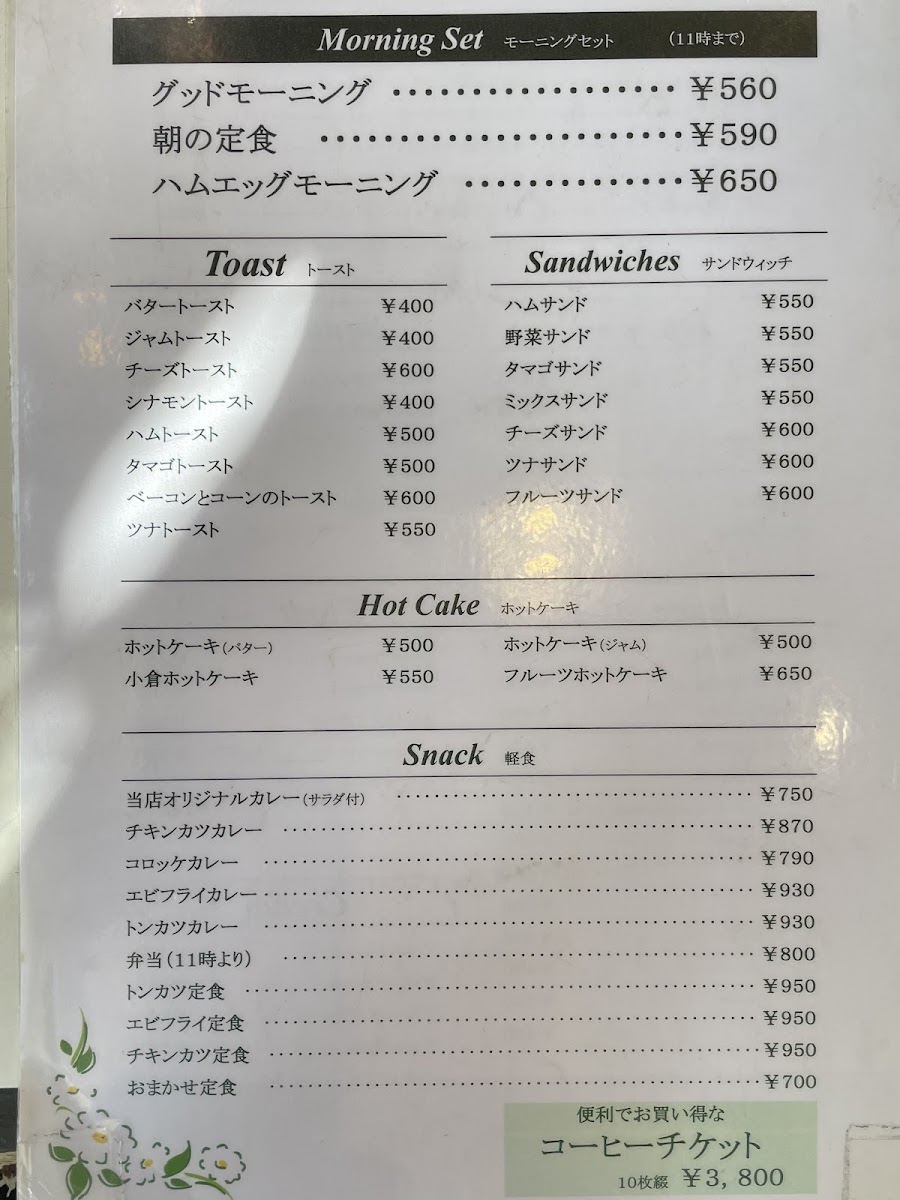 Morning Set モーニングセット (11時まで)
グッドモーニング ・・・・・・・・・・・・・・・・・・ ¥560
朝の定食 ・・・・・・・・・・・・・・・・・・・・・・・ ¥590
ハムエッグモーニング ・・・・・・・・・・・・・・ ¥650
Toast トースト
バタートースト ¥400
ジャムトースト ¥400
チーズトースト ¥600
シナモントースト ¥400
ハムトースト ¥500
タマゴトースト ¥500
ベーコンとコーンのトースト ¥600
ツナトースト ¥550
Sandwiches サンドウィッチ
ハムサンド ¥550
野菜サンド ¥550
タマゴサンド ¥550
ミックスサンド ¥550
チーズサンド ¥600
ツナサンド ¥600
フルーツサンド ¥600
Hot Cake ホットケーキ
ホットケーキ(バター) ¥500 ホットケーキ(ジャム) ¥500
小倉ホットケーキ ¥550 フルーツホットケーキ ¥650
Snack 軽食
当店オリジナルカレー(サラダ付) ¥750
チキンカツカレー ¥870
コロッケカレー ¥790
エビフライカレー ¥930
トンカツカレー ¥930
弁当(11時より) ¥800
トンカツ定食 ¥950
エビフライ定食 ¥950
チキンカツ定食 ¥950
おまかせ定食 ¥700
便利でお買い得な
コーヒーチケット
10枚綴 ¥3,800